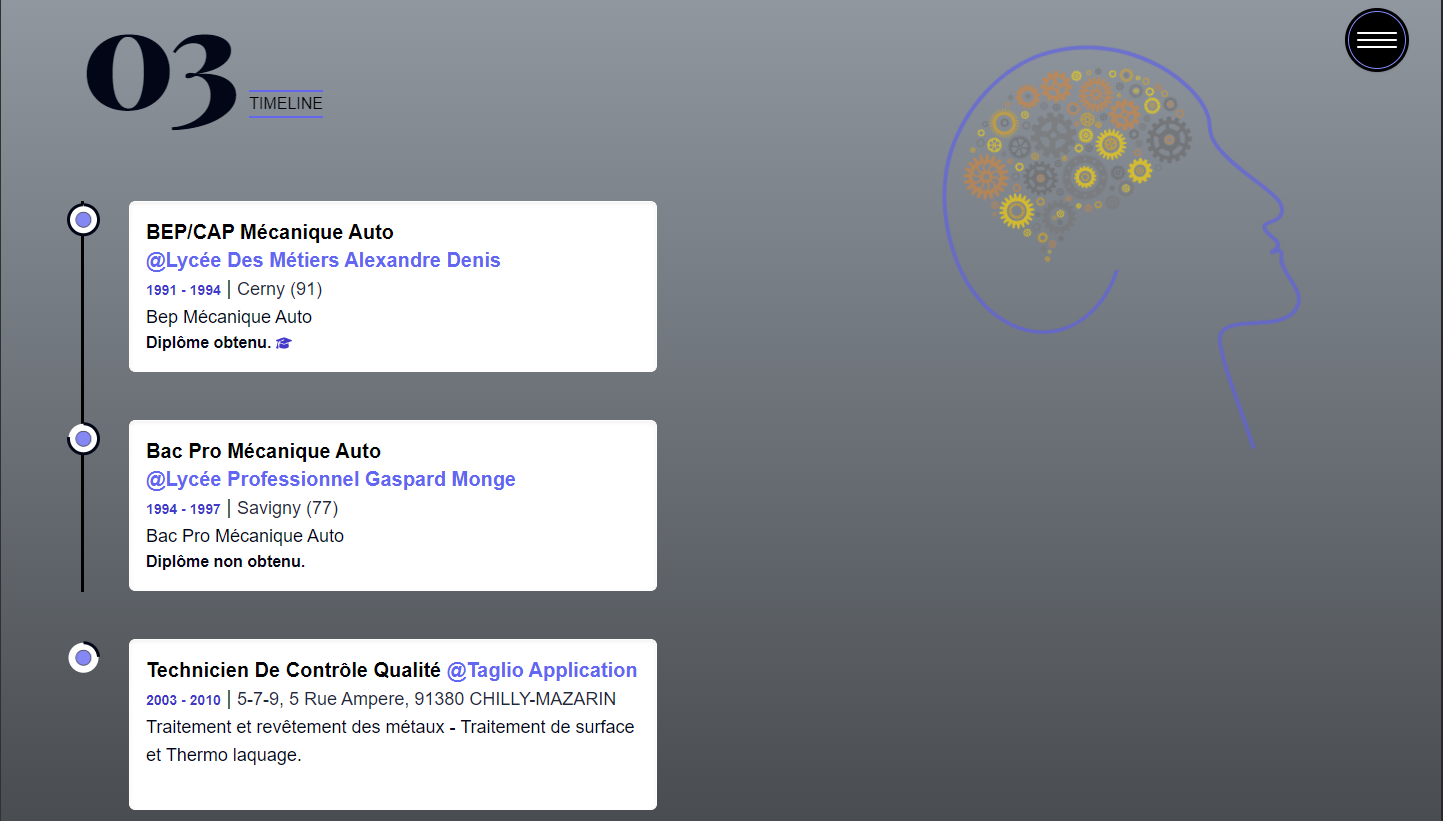 03
TIMELINE
BEP/CAP Mécanique Auto
@Lycée Des Métiers Alexandre Denis
1991 - 1994 | Cerny (91)
Bep Mécanique Auto
Diplôme obtenu.
Bac Pro Mécanique Auto
@Lycée Professionnel Gaspard Monge
1994 - 1997 | Savigny (77)
Bac Pro Mécanique Auto
Diplôme non obtenu.
Technicien De Contrôle Qualité @Taglio Application
2003 - 2010 | 5-7-9, 5 Rue Ampere, 91380 CHILLY-MAZARIN
Traitement et revêtement des métaux - Traitement de surface
et Thermo laquage.